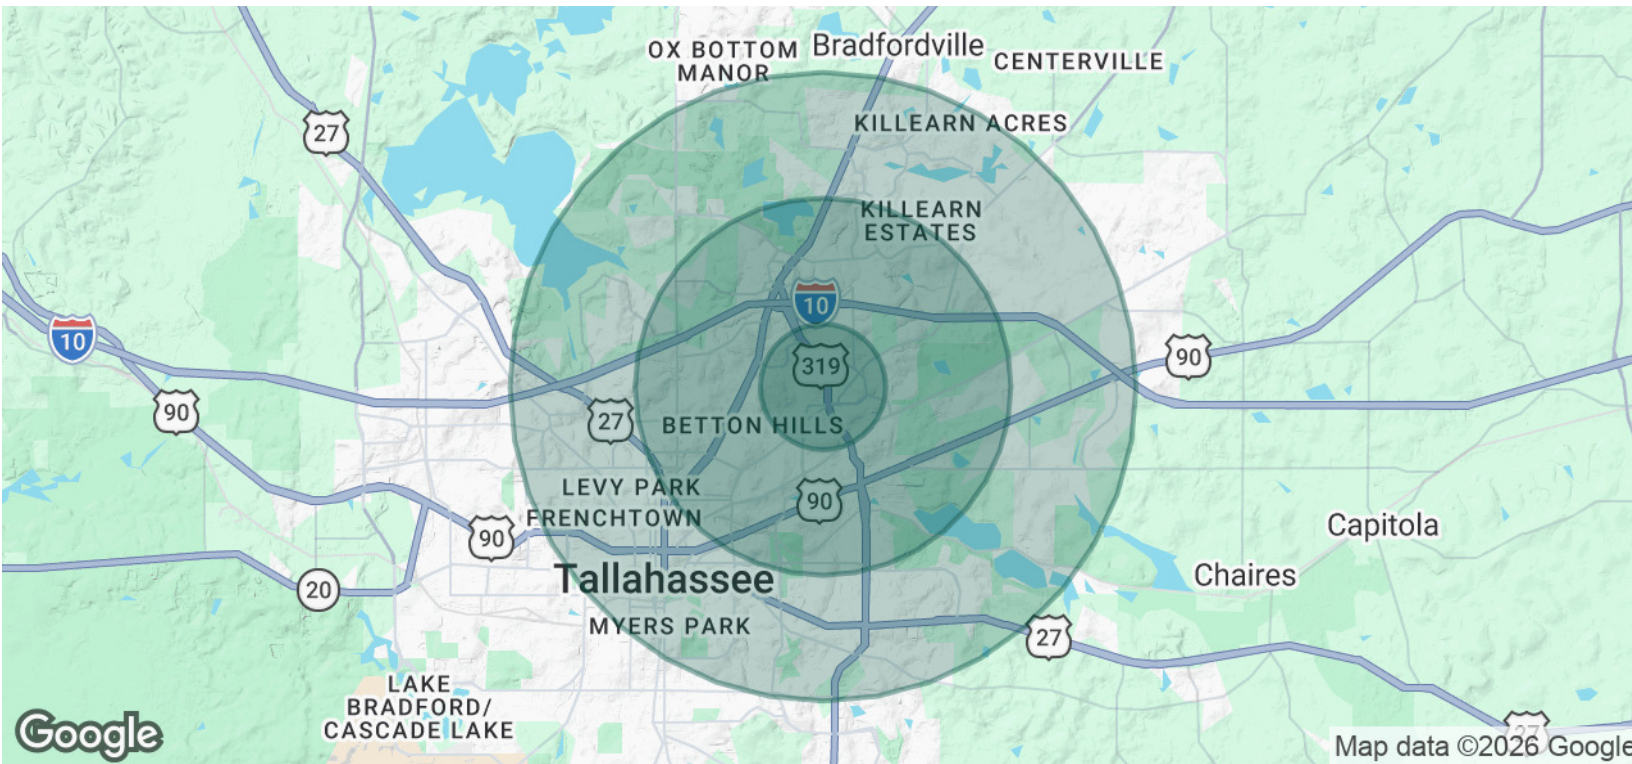 OX BOTTOM
MANOR
Bradfordville
CENTERVILLE
27
KILLEARN ACRES
KILLEARN
ESTATES
10
10
319
90
90
27
BETTON HILLS
LEVY PARK
90
FRENCHTOWN
90
Capitola
Tallahassee
Chaires
20
MYERS PARK
27
LAKE
BRADFORD/
CASCADE LAKE
27
Google
Map data ©2026 Google